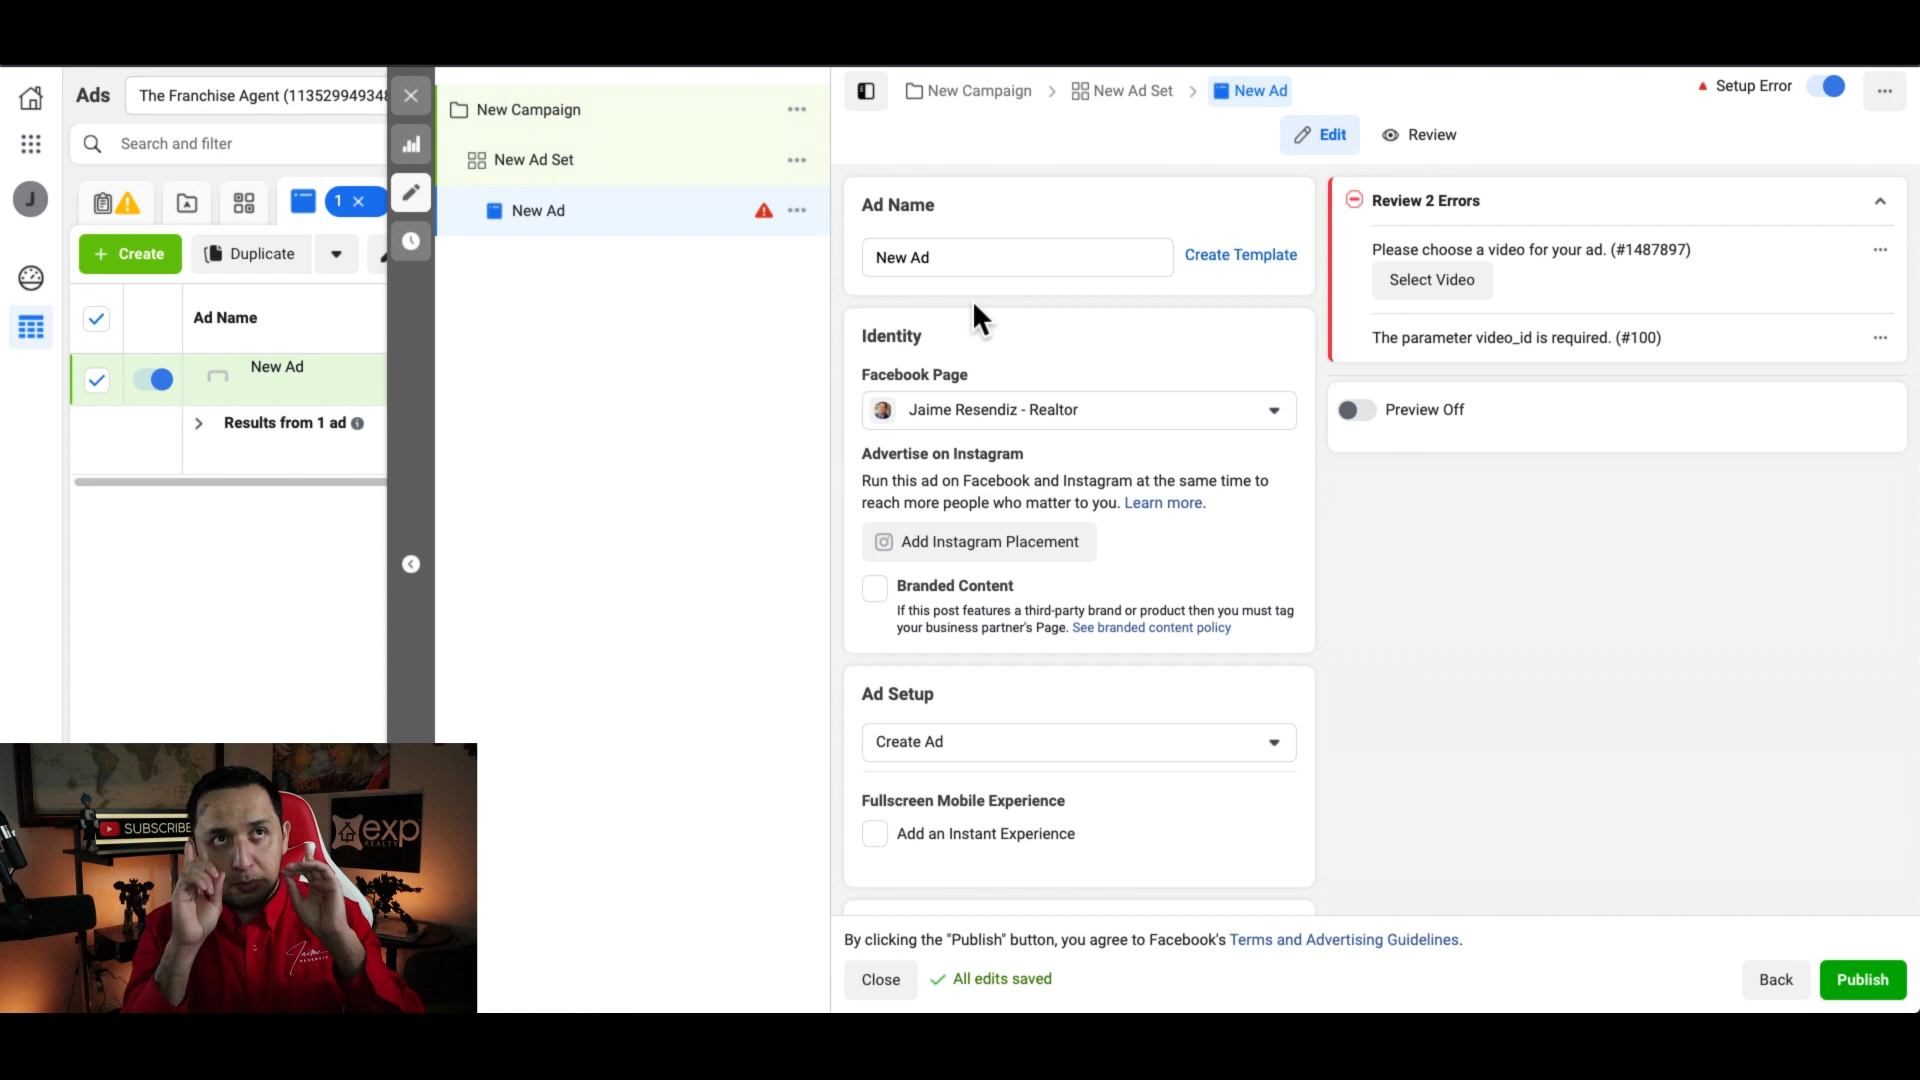 Ads
The Franchise Agent (113529949348
Search and filter
J
1
Create
Duplicate
Ad Name
New Ad
Results from 1 ad
New Campaign
New Ad Set
New Ad
New Campaign
New Ad Set
New Ad
Setup Error
Edit
Review
Ad Name
New Ad
Create Template
Identity
Facebook Page
Jaime Resendiz - Realtor
Advertise on Instagram
Run this ad on Facebook and Instagram at the same time to
reach more people who matter to you. Learn more.
Add Instagram Placement
Branded Content
If this post features a third-party brand or product then you must tag
your business partner's Page. See branded content policy
Ad Setup
Create Ad
Fullscreen Mobile Experience
Add an Instant Experience
Review 2 Errors
Please choose a video for your ad. (#1487897)
Select Video
The parameter video_id is required. (#100)
Preview Off
By clicking the "Publish" button, you agree to Facebook's Terms and Advertising Guidelines.
Close
All edits saved
Back
Publish
SUBSCRIBE
exp
REALTY